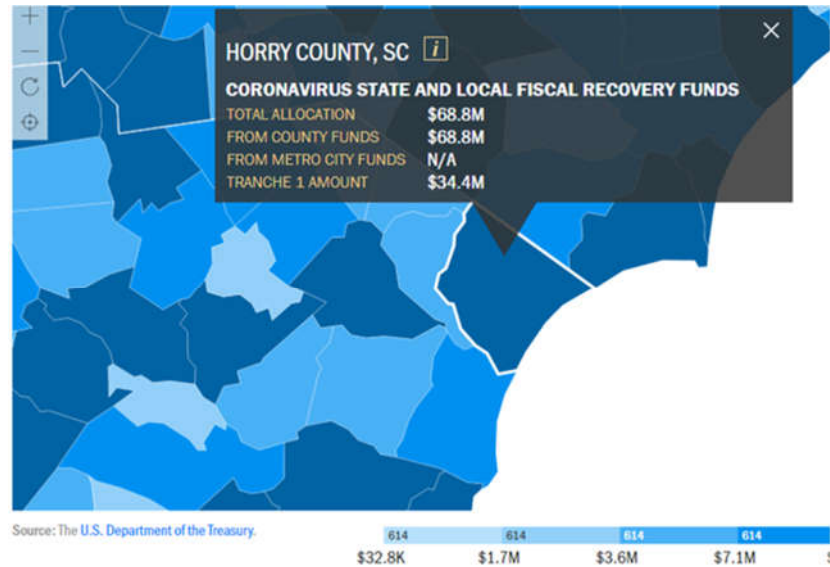 HORRY COUNTY, SC i
CORONAVIRUS STATE AND LOCAL FISCAL RECOVERY FUNDS
TOTAL ALLOCATION $68.8M
FROM COUNTY FUNDS $68.8M
FROM METRO CITY FUNDS N/A
TRANCHE 1 AMOUNT $34.4M
Source: The U.S. Department of the Treasury.
614 614 614 614
$32.8K $1.7M $3.6M $7.1M